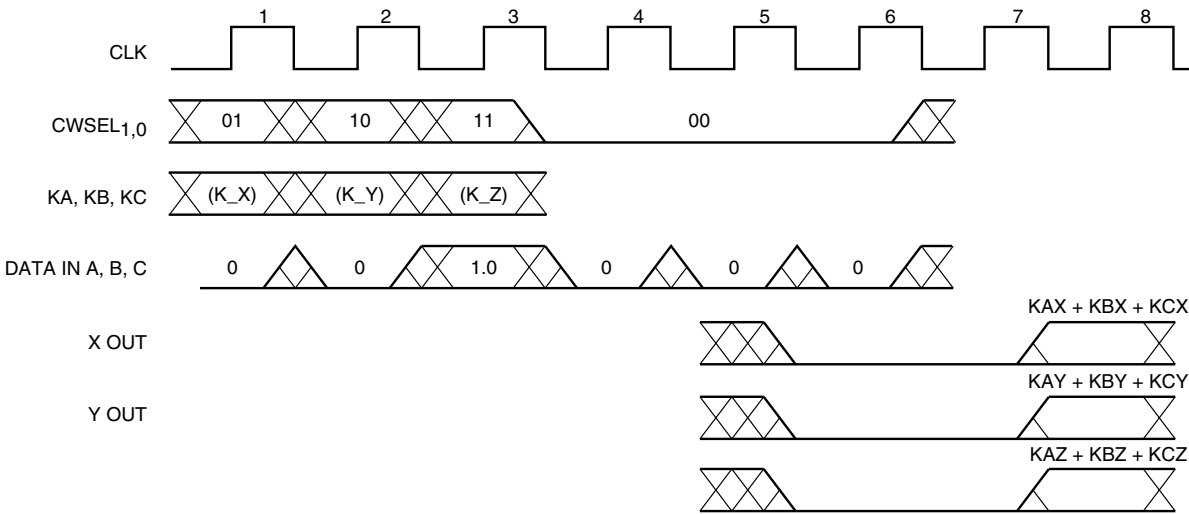 1 2 3 4 5 6 7 8
CLK
CWSEL1,0 01 10 11 00
KA, KB, KC (K_X) (K_Y) (K_Z)
DATA IN A, B, C 0 0 1.0 0 0 0
KAX + KBX + KCX
X OUT
KAY + KBY + KCY
Y OUT
KAZ + KBZ + KCZ